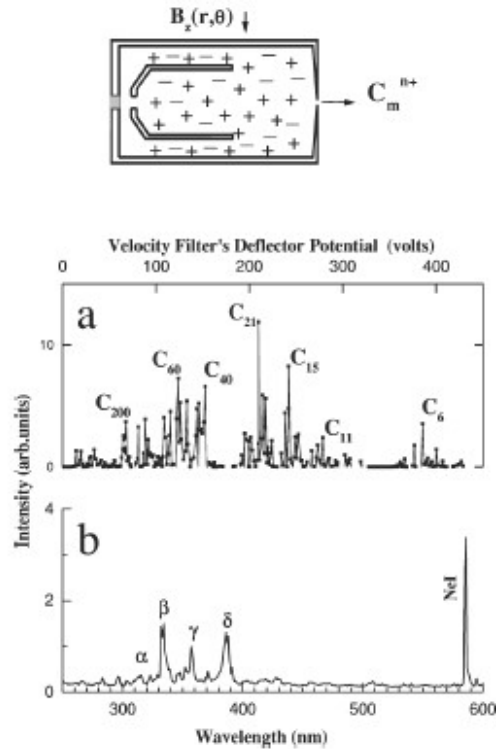 B_z(r,θ)
C_m^n+
Velocity Filter's Deflector Potential (volts)
0 100 200 300 400
a
10
0
C_200
C_60
C_40
C_21
C_15
C_11
C_6
Intensity (arb.units)
b
4
2
0
α
β
γ
δ
NeI
300 400 500 600
Wavelength (nm)